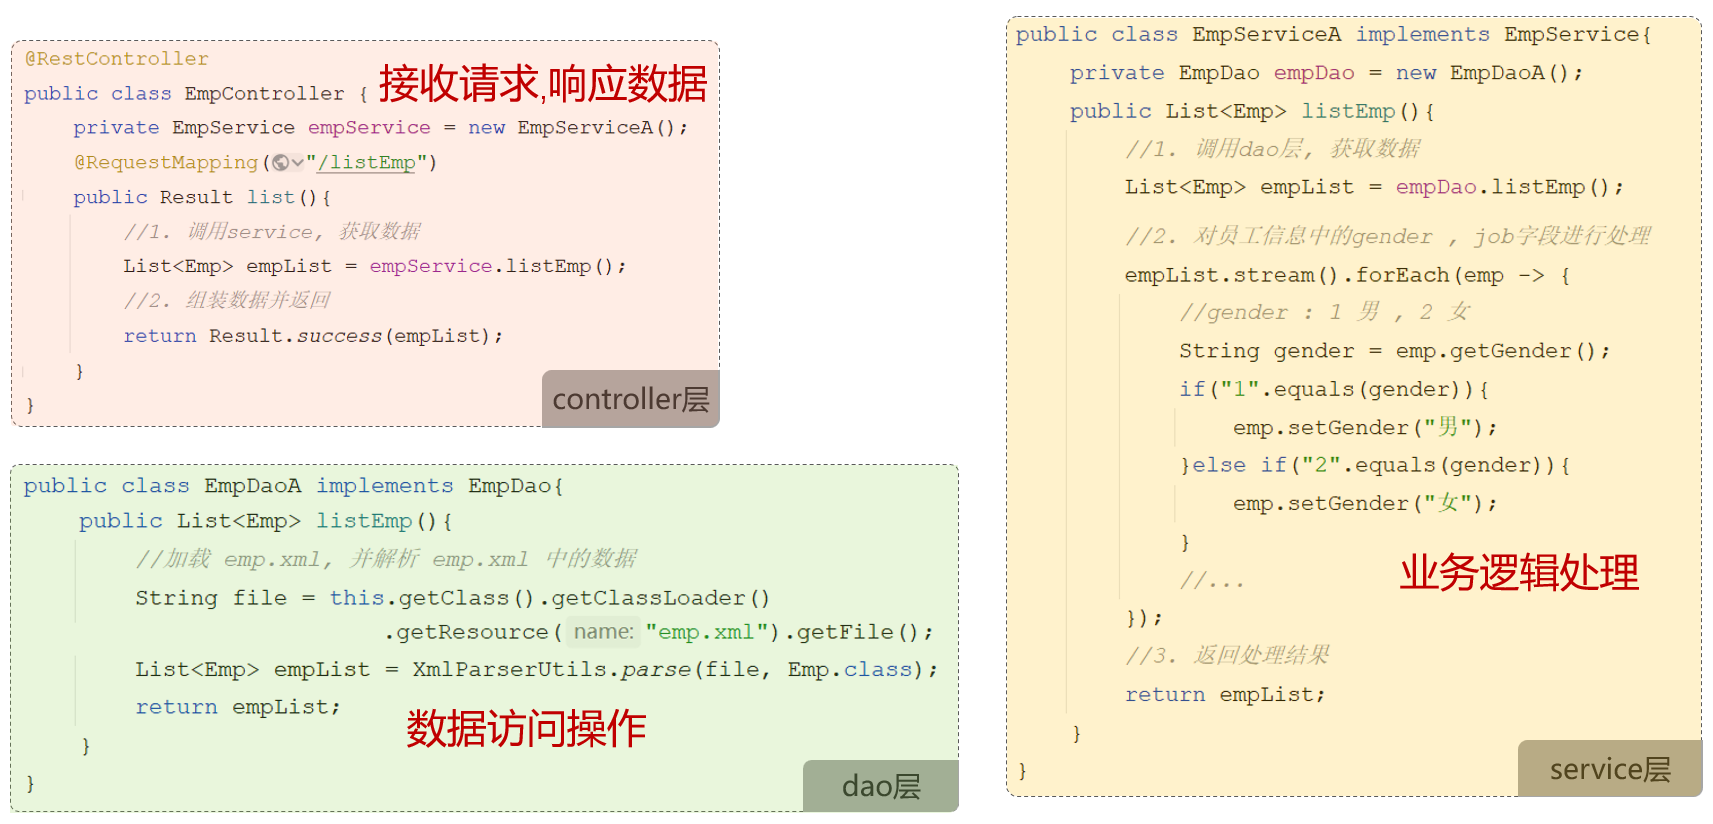 @RestController
public class EmpController {
接收请求,响应数据
private EmpService empService = new EmpServiceA();
@RequestMapping("/listEmp")
public Result list(){
//1. 调用service, 获取数据
List<Emp> empList = empService.listEmp();
//2. 组装数据并返回
return Result.success(empList);
}
}
controller层
public class EmpDaoA implements EmpDao{
public List<Emp> listEmp(){
//加载 emp.xml, 并解析 emp.xml 中的数据
String file = this.getClass().getClassLoader()
.getResource( name: "emp.xml").getFile();
List<Emp> empList = XmlParserUtils.parse(file, Emp.class);
return empList;
数据访问操作
}
}
dao层
public class EmpServiceA implements EmpService{
private EmpDao empDao = new EmpDaoA();
public List<Emp> listEmp(){
//1. 调用dao层, 获取数据
List<Emp> empList = empDao.listEmp();
//2. 对员工信息中的gender , job字段进行处理
empList.stream().forEach(emp -> {
//gender : 1 男 , 2 女
String gender = emp.getGender();
if("1".equals(gender)){
emp.setGender("男");
}else if("2".equals(gender)){
emp.setGender("女");
}
业务逻辑处理
//...
});
//3. 返回处理结果
return empList;
}
}
service层